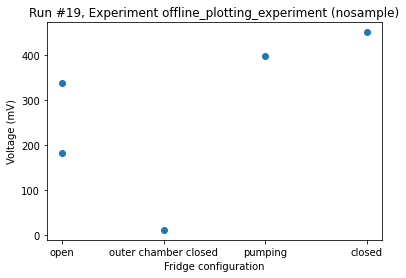 Run #19, Experiment offline_plotting_experiment (nosample)
Voltage (mV)
400
300
200
100
0
open
outer chamber closed
pumping
closed
Fridge configuration